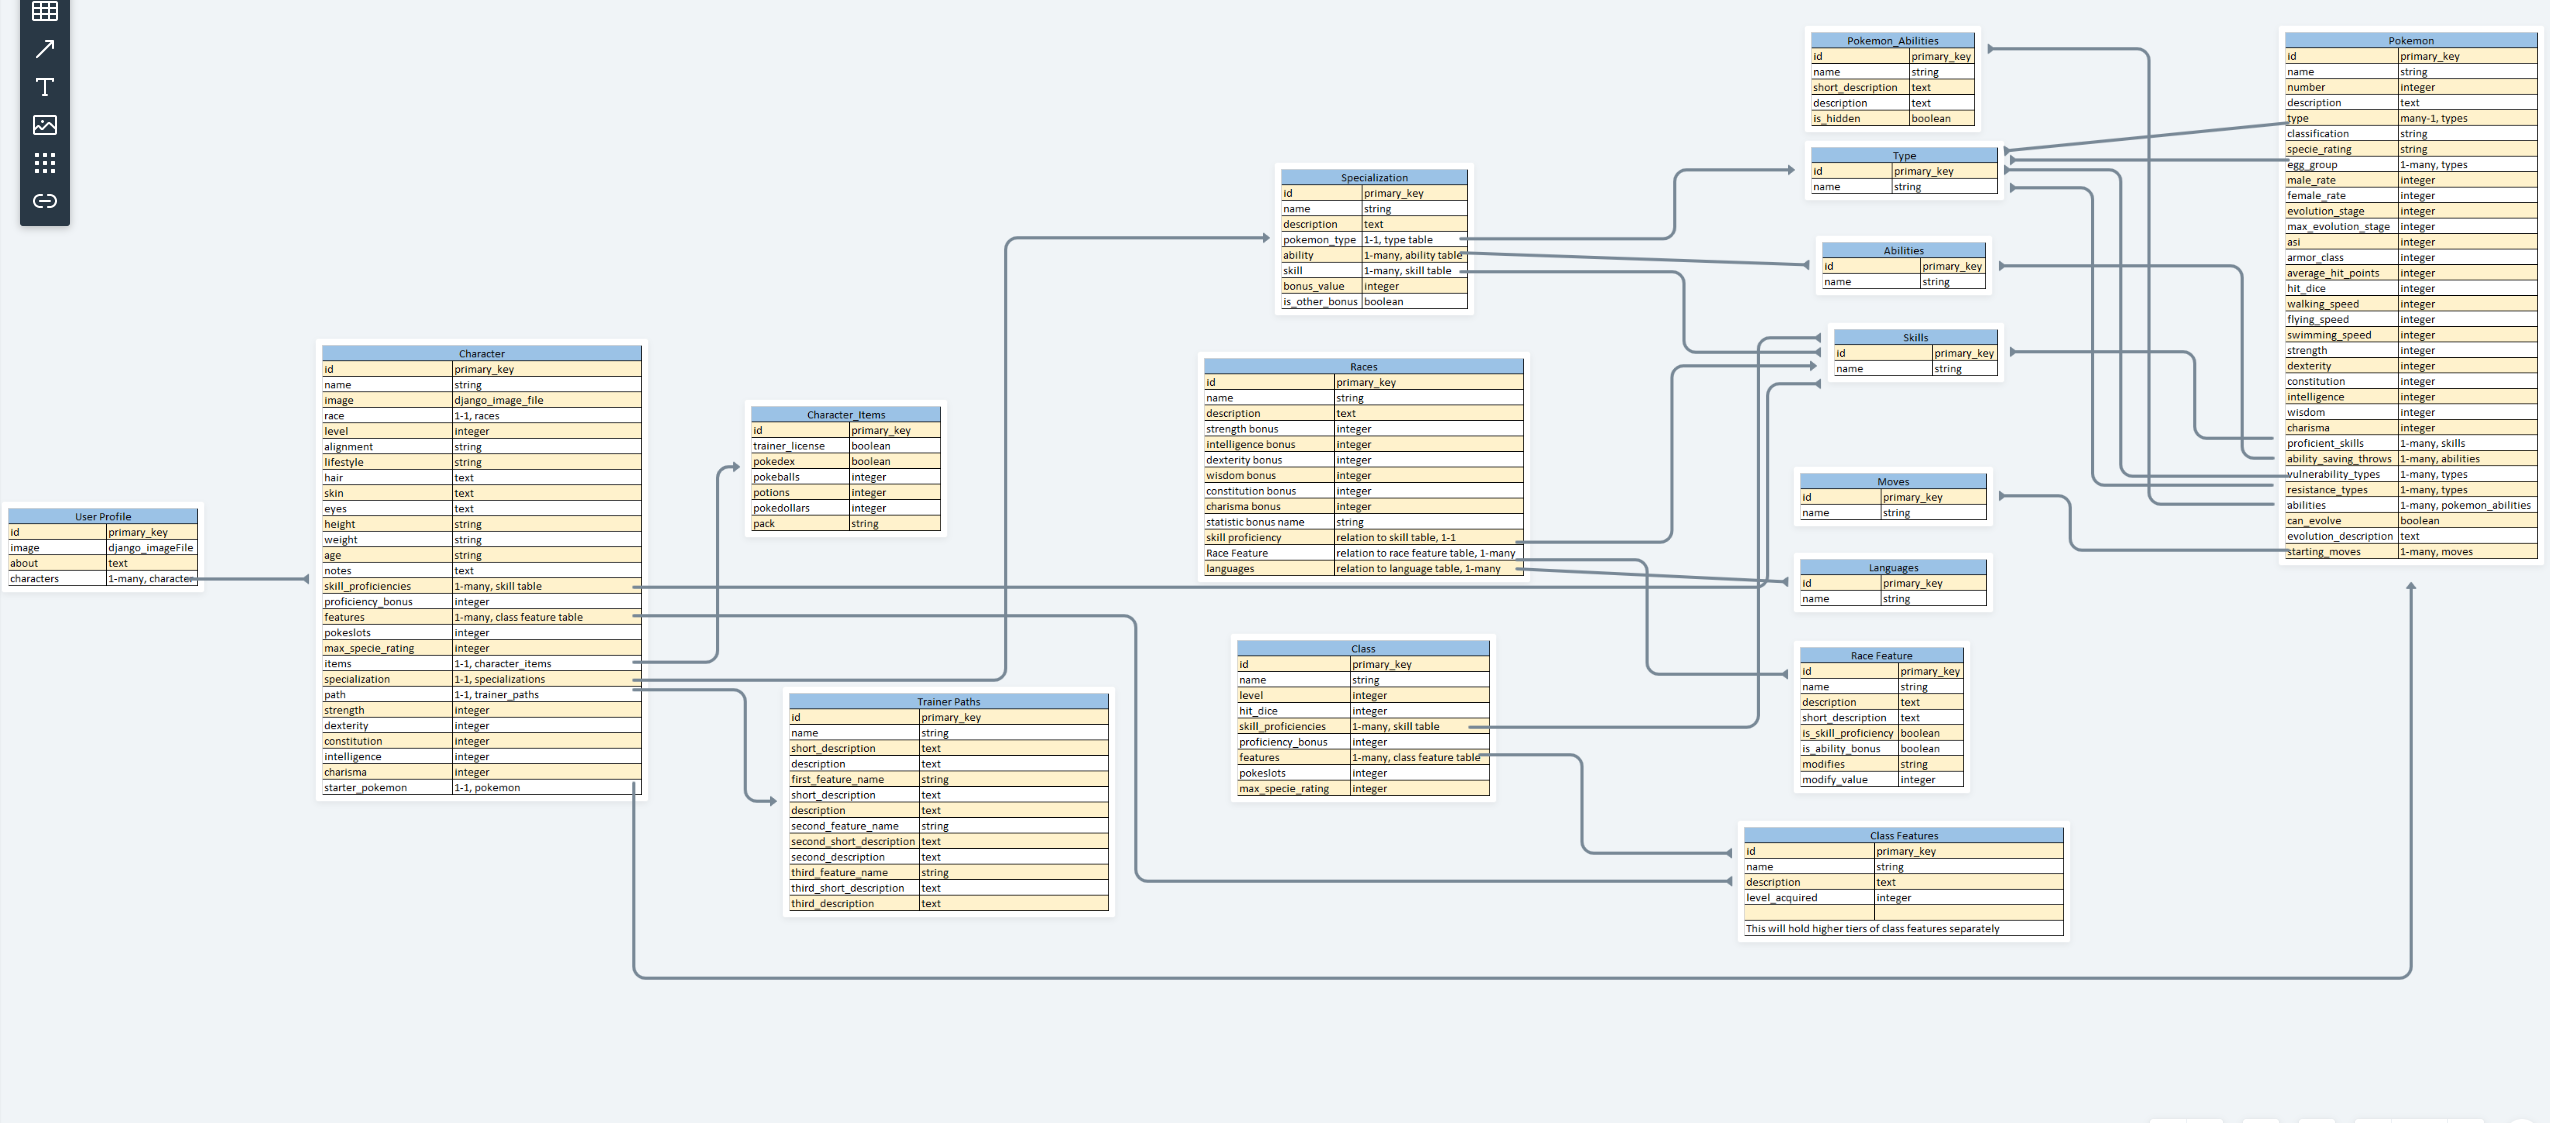 User Profile
id primary_key
image django_imageFile
about text
characters 1-many, character
Character
id primary_key
name string
image django_image_file
race 1-1, races
level integer
alignment string
lifestyle string
hair text
skin text
eyes text
height string
weight string
age string
notes text
skill_proficiencies 1-many, skill table
proficiency_bonus integer
features 1-many, class feature table
pokeslots integer
max_specie_rating integer
items 1-1, character_items
specialization 1-1, specializations
path 1-1, trainer_paths
strength integer
dexterity integer
constitution integer
intelligence integer
charisma integer
starter_pokemon 1-1, pokemon
Character_Items
id primary_key
trainer_license boolean
pokedex boolean
pokeballs integer
potions integer
pokedollars integer
pack string
Trainer Paths
id primary_key
name string
short_description text
description text
first_feature_name string
short_description text
description text
second_feature_name string
second_short_description text
second_description text
third_feature_name string
third_short_description text
third_description text
Specialization
id primary_key
name string
description text
pokemon_type 1-1, type table
ability 1-many, ability table
skill 1-many, skill table
bonus_value integer
is_other_bonus boolean
Races
id primary_key
name string
description text
strength bonus integer
intelligence bonus integer
dexterity bonus integer
wisdom bonus integer
constitution bonus integer
charisma bonus integer
statistic bonus name string
skill proficiency relation to skill table, 1-1
Race Feature relation to race feature table, 1-many
languages relation to language table, 1-many
Class
id primary_key
name string
level integer
hit_dice integer
skill_proficiencies 1-many, skill table
proficiency_bonus integer
features 1-many, class feature table
pokeslots integer
max_specie_rating integer
Pokemon_Abilities
id primary_key
name string
short_description text
description text
is_hidden boolean
Type
id primary_key
name string
Abilities
id primary_key
name string
Skills
id primary_key
name string
Moves
id primary_key
name string
Languages
id primary_key
name string
Race Feature
id primary_key
name string
description text
short_description text
is_skill_proficiency boolean
is_ability_bonus boolean
modifies string
modify_value integer
Class Features
id primary_key
name string
description text
level_acquired integer
This will hold higher tiers of class features separately
Pokemon
id primary_key
name string
number integer
description text
type many-1, types
classification string
specie_rating string
egg_group 1-many, types
male_rate integer
female_rate integer
evolution_stage integer
max_evolution_stage integer
asi integer
armor_class integer
average_hit_points integer
hit_dice integer
walking_speed integer
flying_speed integer
swimming_speed integer
strength integer
dexterity integer
constitution integer
intelligence integer
wisdom integer
charisma integer
proficient_skills 1-many, skills
ability_saving_throws 1-many, abilities
vulnerability_types 1-many, types
resistance_types 1-many, types
abilities 1-many, pokemon_abilities
can_evolve boolean
evolution_description text
starting_moves 1-many, moves